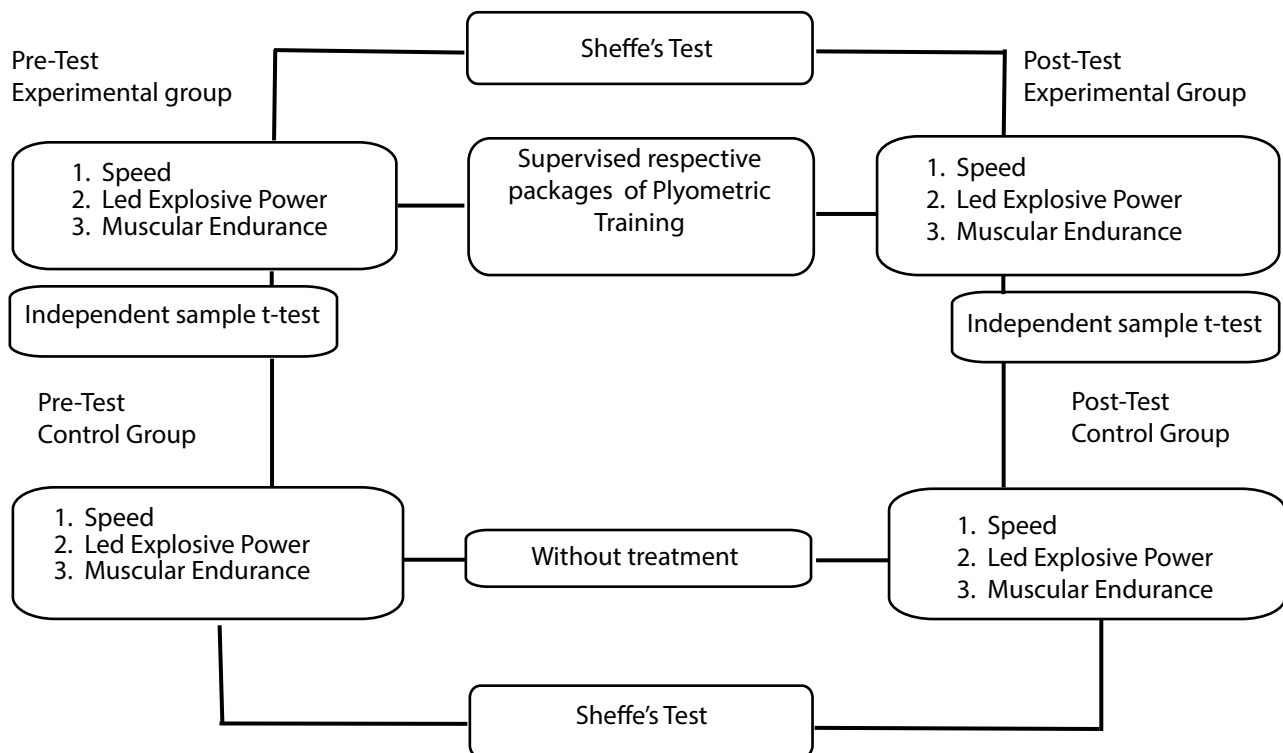 Sheffe's Test
Pre-Test
Experimental group
Post-Test
Experimental Group
1. Speed
2. Led Explosive Power
3. Muscular Endurance
Supervised respective
packages of Plyometric
Training
1. Speed
2. Led Explosive Power
3. Muscular Endurance
Independent sample t-test
Independent sample t-test
Pre-Test
Control Group
Post-Test
Control Group
1. Speed
2. Led Explosive Power
3. Muscular Endurance
Without treatment
1. Speed
2. Led Explosive Power
3. Muscular Endurance
Sheffe's Test